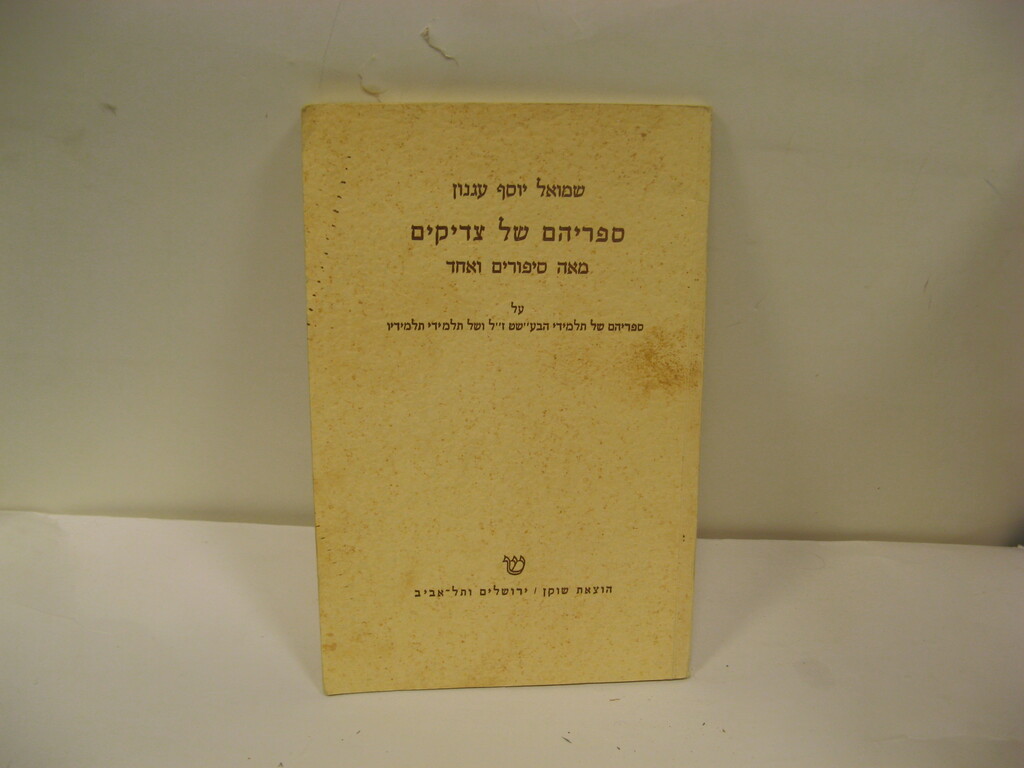 שמואל יוסף עגנון
ספריהם של צדיקים
מאה סיפורים ואחד
על
ספריהם של תלמידי הבע״שט ז״ל ושל תלמידי תלמידיו
ש
הוצאת שוקן / ירושלים ותל־אביב